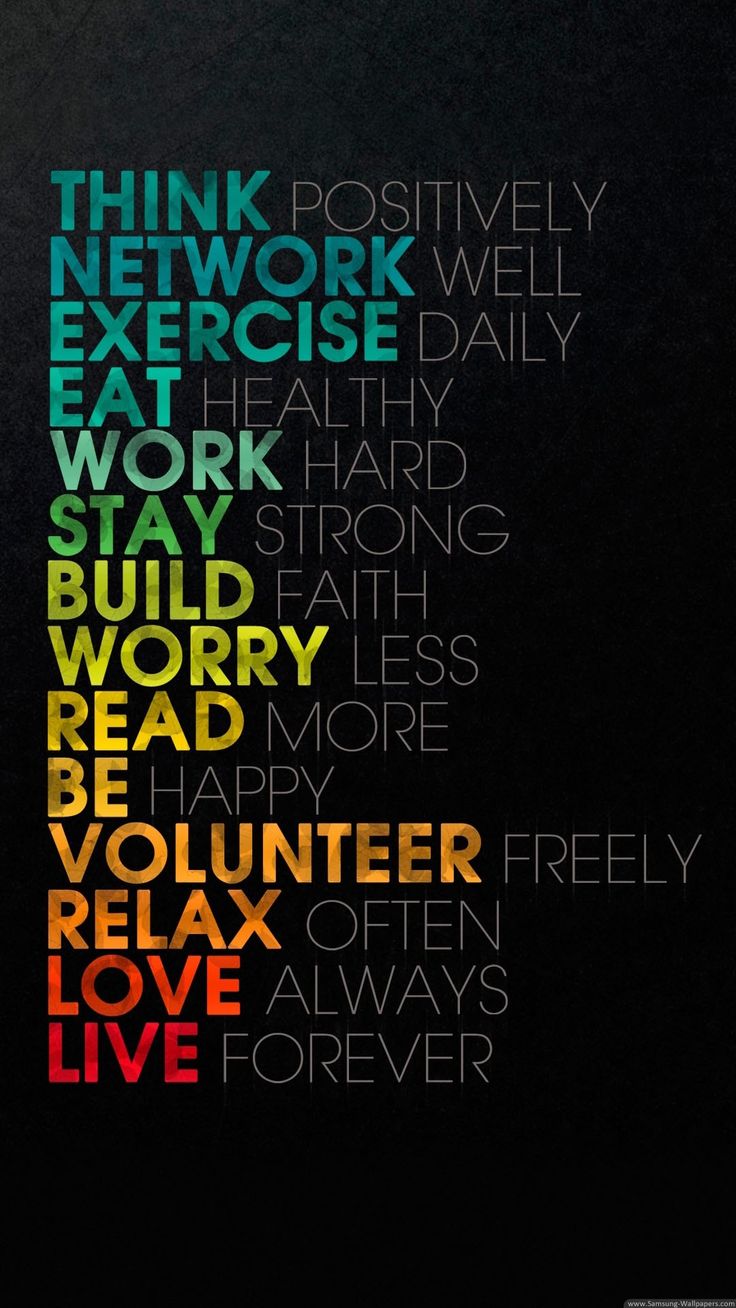 THINK POSITIVELY
NETWORK WELL
EXERCISE DAILY
EAT HEALTHY
WORK HARD
STAY STRONG
BUILD FAITH
WORRY LESS
READ MORE
BE HAPPY
VOLUNTEER FREELY
RELAX OFTEN
LOVE ALWAYS
LIVE FOREVER
www.Samsung-Wallpapers.com